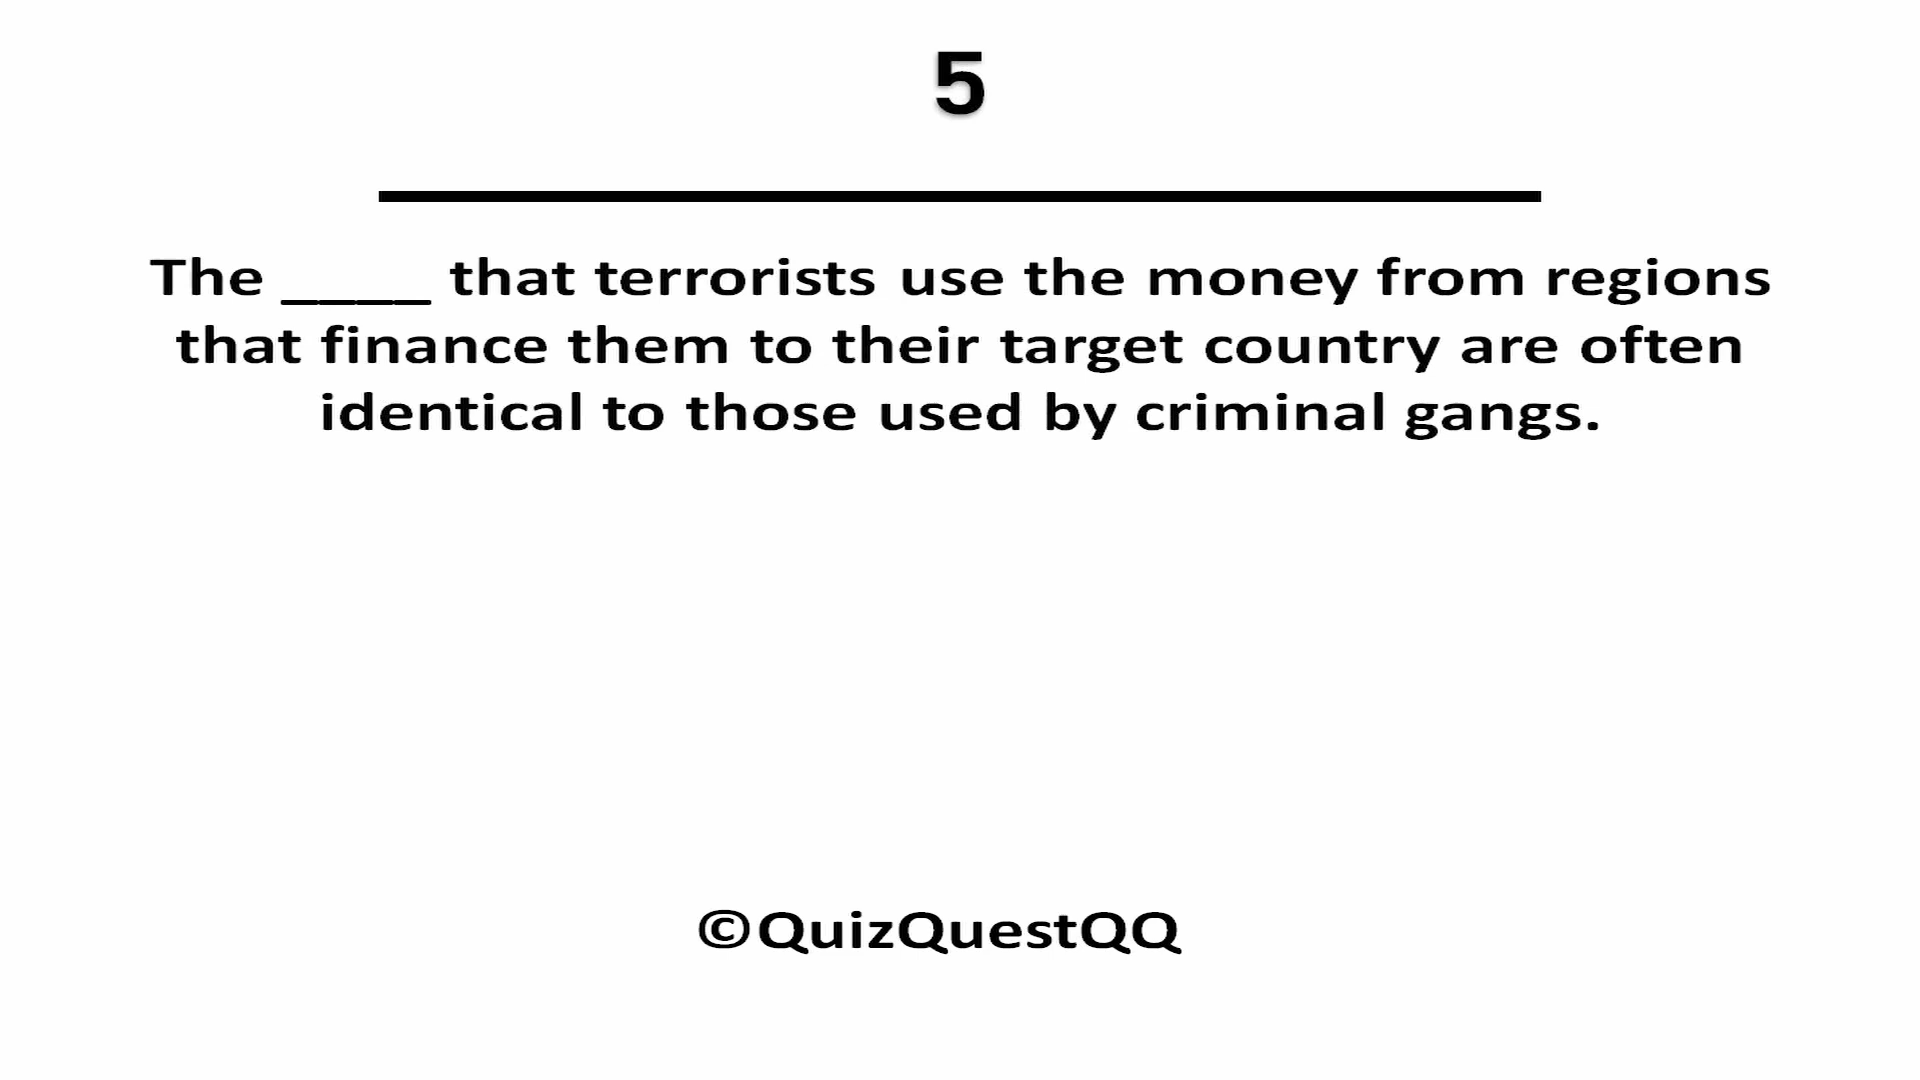 5
The ____ that terrorists use the money from regions
that finance them to their target country are often
identical to those used by criminal gangs.
©QuizQuestQQ